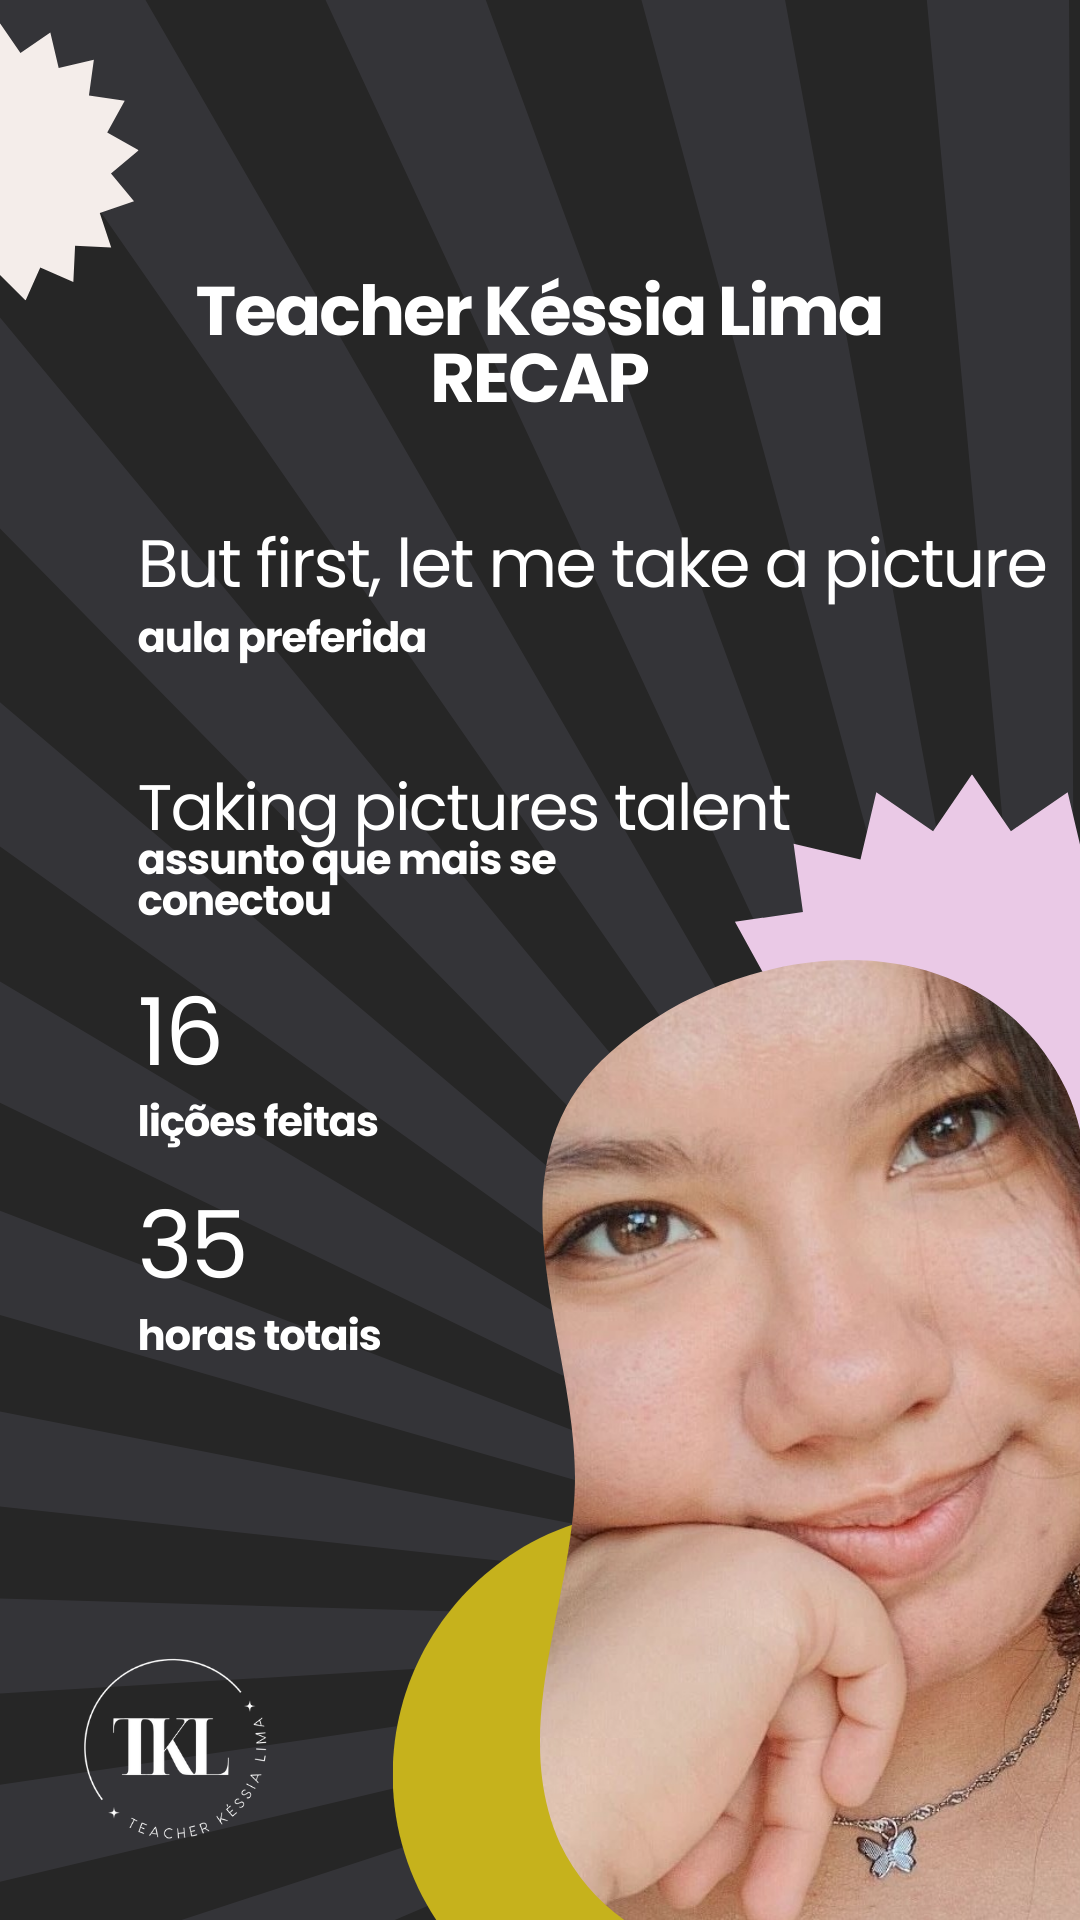 Teacher Késsia Lima
RECAP
But first, let me take a picture
aula preferida
Taking pictures talent
assunto que mais se
conectou
16
lições feitas
35
horas totais
TKL
TEACHER KÉSSIA LIMA